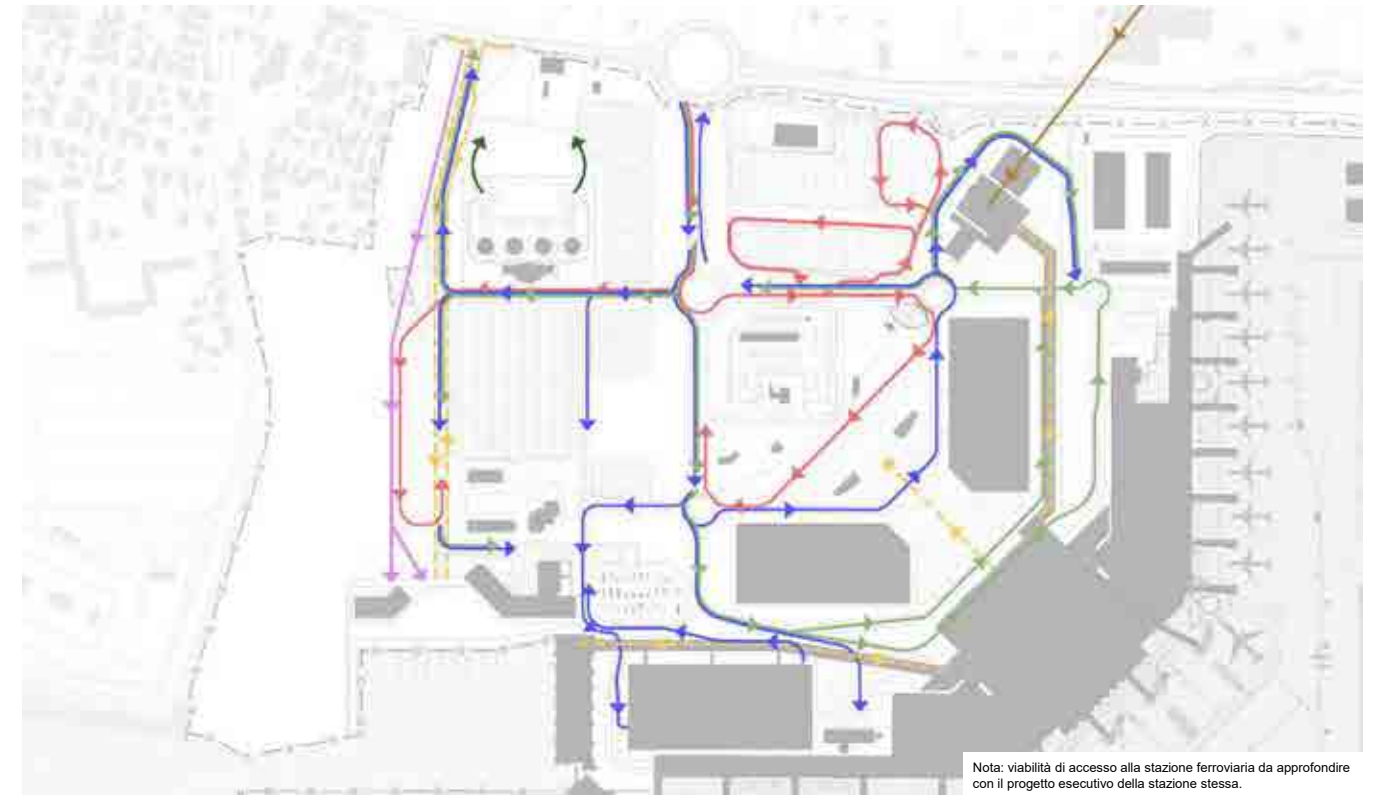 Nota: viabilità di accesso alla stazione ferroviaria da approfondire
con il progetto esecutivo della stazione stessa.